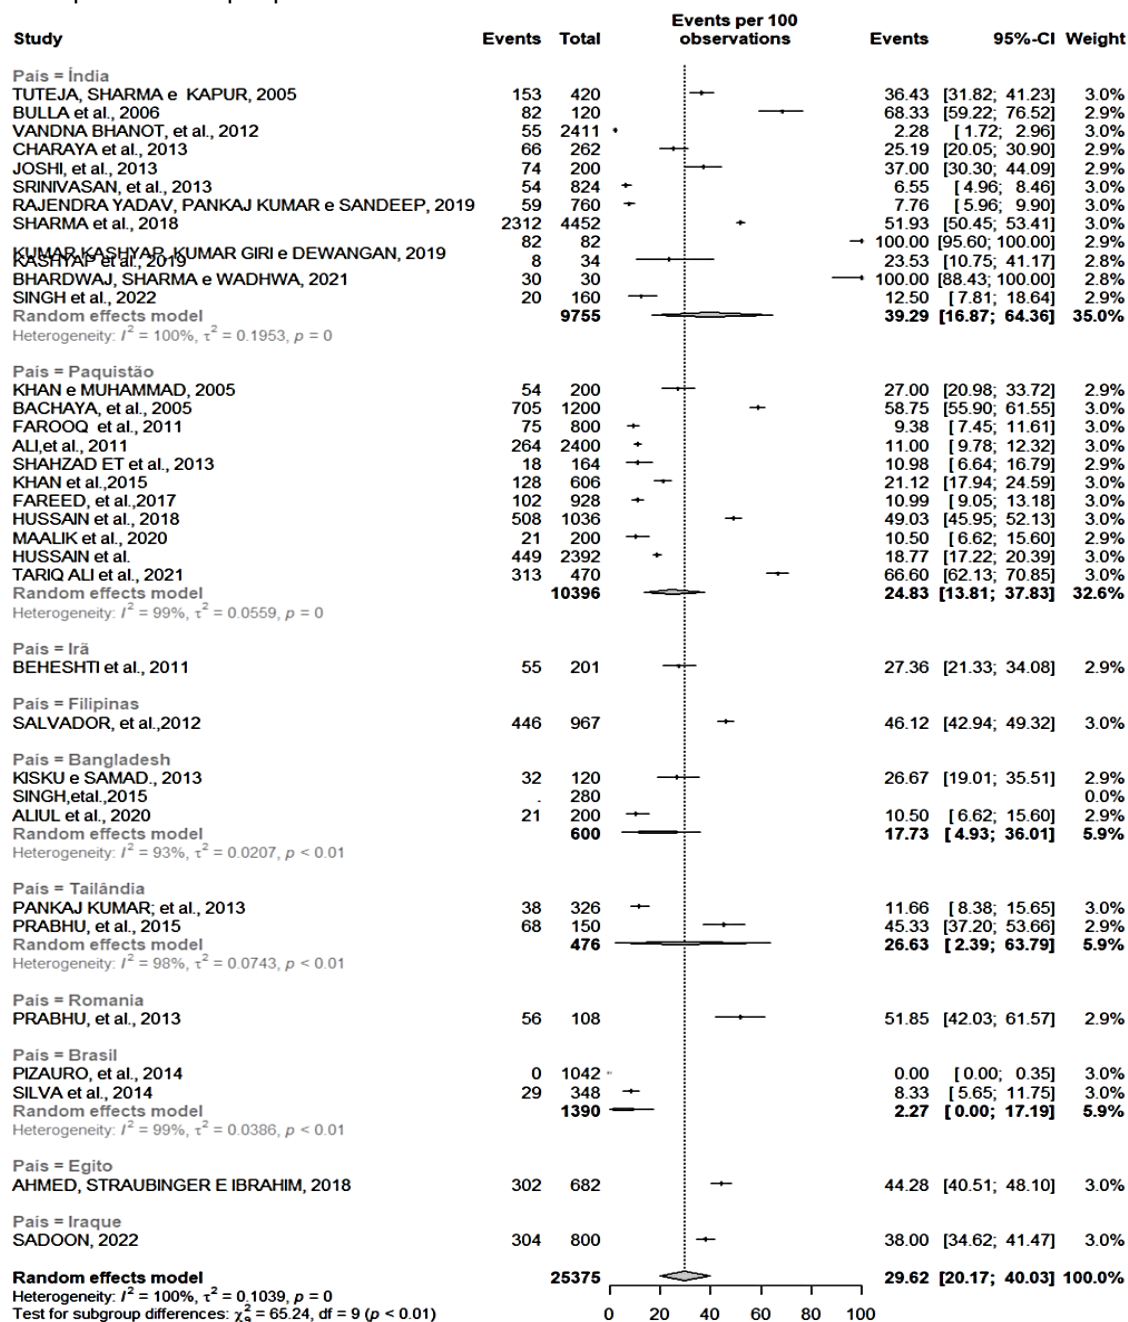 Events per 100
Study Events Total observations Events 95%-CI Weight
País = Índia
TUTEJA, SHARMA e KAPUR, 2005 153 420 36.43 [31.82; 41.23] 3.0%
BULLA et al., 2006 82 120 68.33 [59.22; 76.52] 2.9%
VANDNA BHANOT, et al., 2012 55 2411 2.28 [ 1.72; 2.96] 3.0%
CHARAYA et al., 2013 66 262 25.19 [20.05; 30.90] 2.9%
JOSHI, et al., 2013 74 200 37.00 [30.30; 44.09] 2.9%
SRINIVASAN, et al., 2013 54 824 6.55 [ 4.96; 8.46] 3.0%
RAJENDRA YADAV, PANKAJ KUMAR e SANDEEP, 2019 59 760 7.76 [ 5.96; 9.90] 3.0%
SHARMA et al., 2018 2312 4452 51.93 [50.45; 53.41] 3.0%
KUMAR KASHYAP, KUMAR GIRI e DEWANGAN, 2019 82 82 100.00 [95.60; 100.00] 2.9%
KASHYAP et al., 2019 8 34 23.53 [10.75; 41.17] 2.8%
BHARDWAJ, SHARMA e WADHWA, 2021 30 30 100.00 [88.43; 100.00] 2.8%
SINGH et al., 2022 20 160 12.50 [ 7.81; 18.64] 2.9%
Random effects model 9755 39.29 [16.87; 64.36] 35.0%
Heterogeneity: I² = 100%, τ² = 0.1953, p = 0
País = Paquistão
KHAN e MUHAMMAD, 2005 54 200 27.00 [20.98; 33.72] 2.9%
BACHAYA, et al., 2005 705 1200 58.75 [55.90; 61.55] 3.0%
FAROOQ et al., 2011 75 800 9.38 [ 7.45; 11.61] 3.0%
ALI,et al., 2011 264 2400 11.00 [ 9.78; 12.32] 3.0%
SHAHZAD ET et al., 2013 18 164 10.98 [ 6.64; 16.79] 2.9%
KHAN et al.,2015 128 606 21.12 [17.94; 24.59] 3.0%
FAREED, et al.,2017 102 928 10.99 [ 9.05; 13.18] 3.0%
HUSSAIN et al., 2018 508 1036 49.03 [45.95; 52.13] 3.0%
MAALIK et al., 2020 21 200 10.50 [ 6.62; 15.60] 2.9%
HUSSAIN et al. 449 2392 18.77 [17.22; 20.39] 3.0%
TARIQ ALI et al., 2021 313 470 66.60 [62.13; 70.85] 3.0%
Random effects model 10396 24.83 [13.81; 37.83] 32.6%
Heterogeneity: I² = 99%, τ² = 0.0559, p = 0
País = Irã
BEHESHTI et al., 2011 55 201 27.36 [21.33; 34.08] 2.9%
País = Filipinas
SALVADOR, et al.,2012 446 967 46.12 [42.94; 49.32] 3.0%
País = Bangladesh
KISKU e SAMAD., 2013 32 120 26.67 [19.01; 35.51] 2.9%
SINGH,etal.,2015 . 280 0.0%
ALIUL et al., 2020 21 200 10.50 [ 6.62; 15.60] 2.9%
Random effects model 600 17.73 [ 4.93; 36.01] 5.9%
Heterogeneity: I² = 93%, τ² = 0.0207, p < 0.01
País = Tailândia
PANKAJ KUMAR; et al., 2013 38 326 11.66 [ 8.38; 15.65] 3.0%
PRABHU, et al., 2015 68 150 45.33 [37.20; 53.66] 2.9%
Random effects model 476 26.63 [ 2.39; 63.79] 5.9%
Heterogeneity: I² = 98%, τ² = 0.0743, p < 0.01
País = Romania
PRABHU, et al., 2013 56 108 51.85 [42.03; 61.57] 2.9%
País = Brasil
PIZAURO, et al., 2014 0 1042 0.00 [ 0.00; 0.35] 3.0%
SILVA et al., 2014 29 348 8.33 [ 5.65; 11.75] 3.0%
Random effects model 1390 2.27 [ 0.00; 17.19] 5.9%
Heterogeneity: I² = 99%, τ² = 0.0386, p < 0.01
País = Egito
AHMED, STRAUBINGER E IBRAHIM, 2018 302 682 44.28 [40.51; 48.10] 3.0%
País = Iraque
SADOON, 2022 304 800 38.00 [34.62; 41.47] 3.0%
Random effects model 25375 29.62 [20.17; 40.03] 100.0%
Heterogeneity: I² = 100%, τ² = 0.1039, p = 0
Test for subgroup differences: χ²₉ = 65.24, df = 9 (p < 0.01)
0 20 40 60 80 100